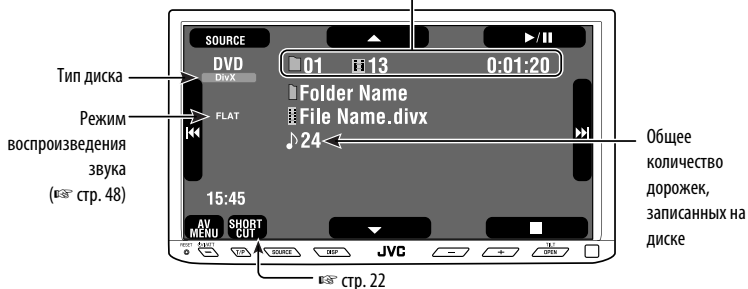 SOURCE
▲
▶/❚❚
DVD
DivX
01 13 0:01:20
Тип диска
Folder Name
FLAT
File Name.divx
Режим
воспроизведения
звука
(☞ стр. 48)
⏮
⏭
♪24
Общее
количество
дорожек,
записанных на
диске
15:45
AV
MENU
SHORT
CUT
▼
■
RESET
T/P
SOURCE
DISP
JVC
−
+
TILT
OPEN
☞ стр. 22